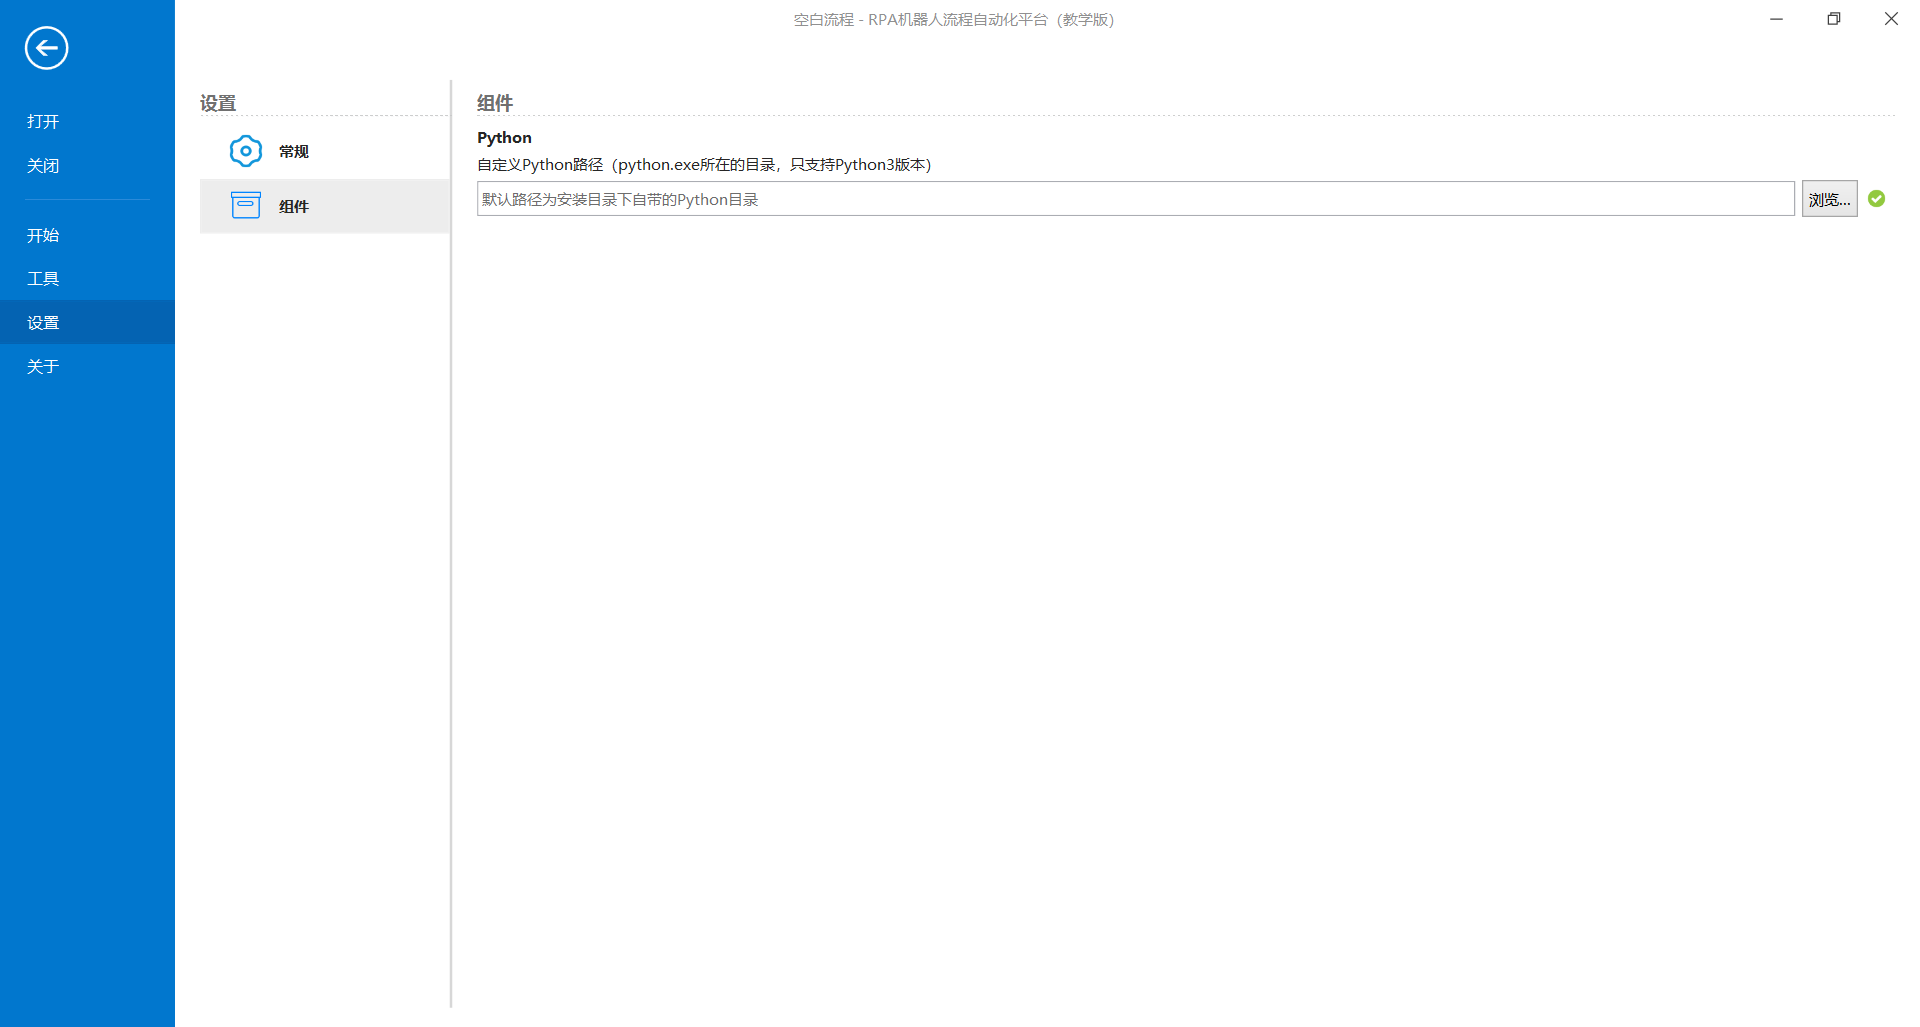 空白流程 - RPA机器人流程自动化平台（教学版）
打开
关闭
开始
工具
设置
关于
设置
常规
组件
组件
Python
自定义Python路径（python.exe所在的目录，只支持Python3版本）
默认路径为安装目录下自带的Python目录
浏览...